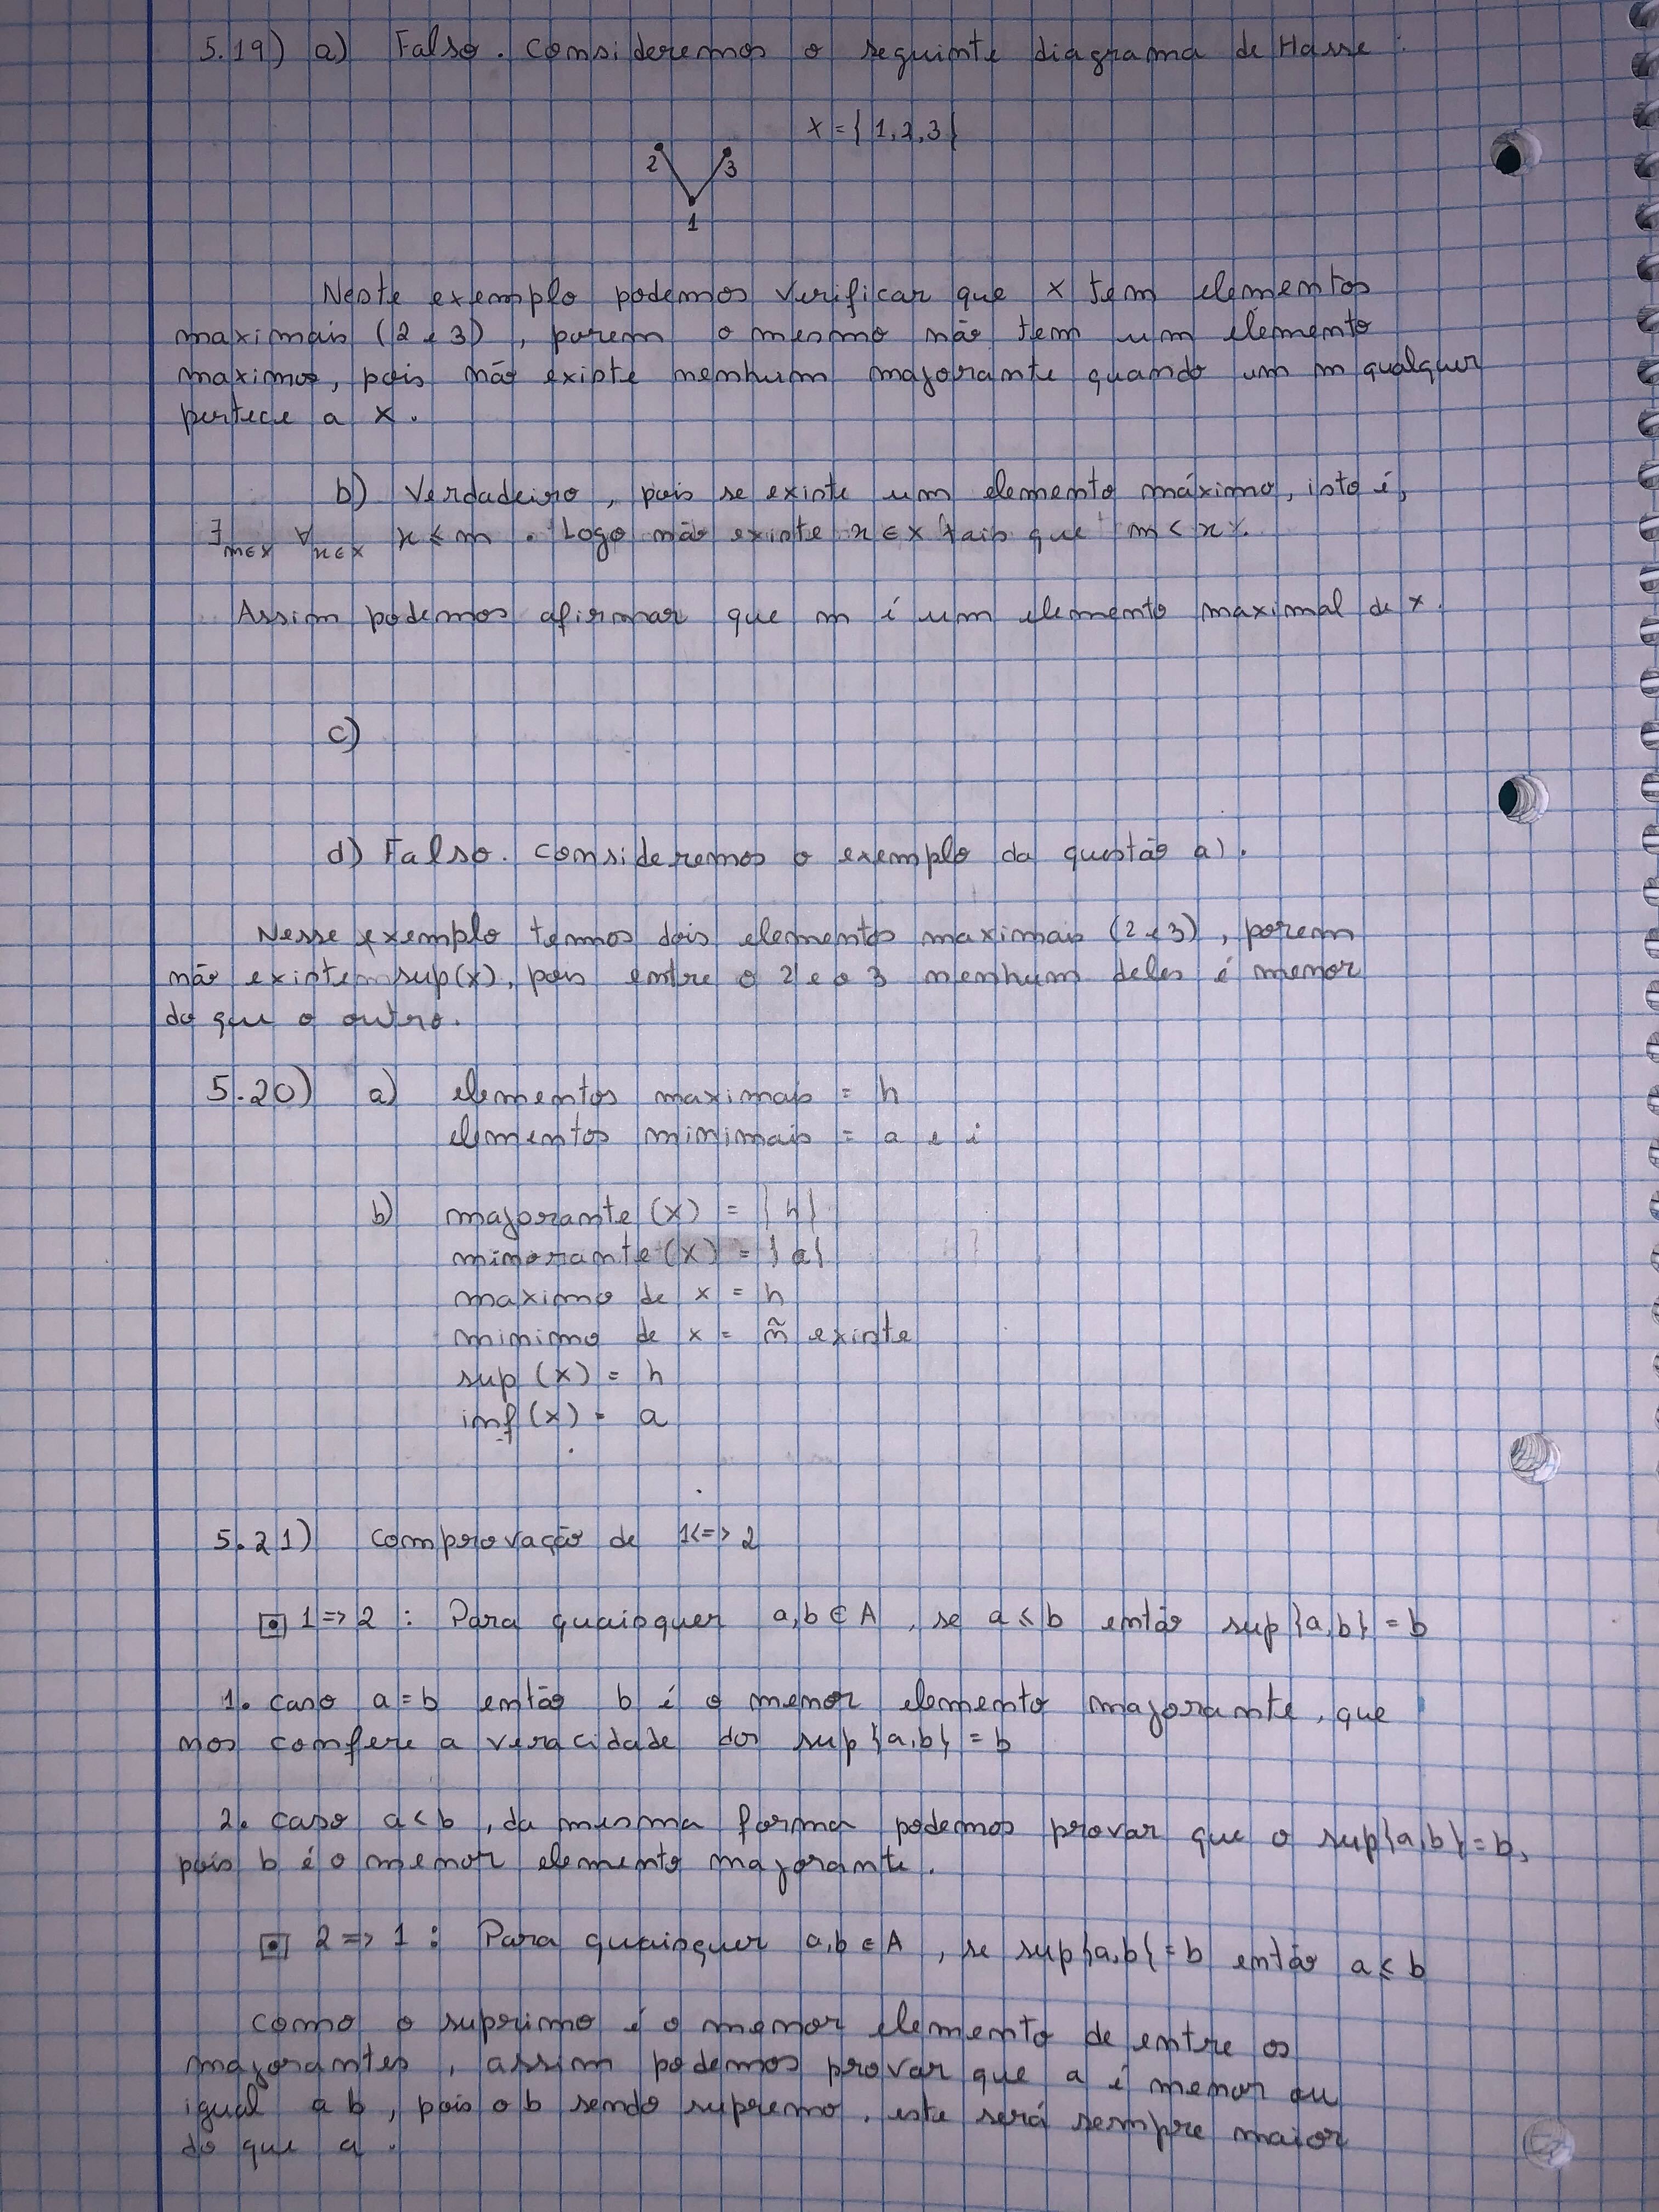 5.19) a) Falso. Consideremos o seguinte diagrama de Hasse:
X = {1,2,3}
2 3
1
Neste exemplo podemos verificar que X tem elementos
maximais (2 e 3), porem o mesmo não tem um elemento
maximo, pois não existe nenhum majorante quando um m qualquer
pertece a X.
b) Verdadeiro, pois se existe um elemento máximo, isto é,
∃m∈X ∀x∈X x ≤ m. Logo não existe x ∈ X tais que m < x.
Assim podemos afirmar que m é um elemento maximal de X.
c)
d) Falso. Consideremos o exemplo da questão a).
Nesse exemplo temos dois elementos maximais (2 e 3), porem
não existem sup(X), pois entre o 2 e o 3 nenhum deles é menor
do que o outro.
5.20) a) elementos maximais = h
elementos minimais = a e i
b) majorante (X) = {h}
minorante (X) = {a}
maximo de X = h
minimo de X = ñ existe
sup (X) = h
inf (X) = a
5.21) Comprovação de 1<=>2
1=>2 : Para quaisquer a,b ∈ A, se a ≤ b então sup{a,b} = b
1. caso a = b então b é o menor elemento majorante, que
nos confere a veracidade dos sup{a,b} = b
2. caso a < b, da mesma forma podemos provar que o sup{a,b} = b,
pois b é o menor elemento majorante.
2 => 1 : Para quaisquer a,b ∈ A, se sup{a,b} = b então a ≤ b
Como o suprimo é o menor elemento de entre os
majorantes, assim podemos provar que a é menor ou
igual a b, pois o b sendo supremo, este será sempre maior
do que a.